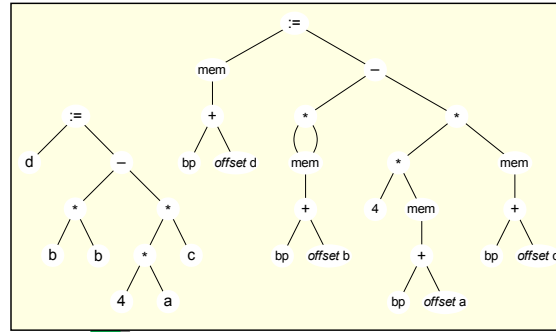 :=
mem –
+ * *
:=
d – bp offset d mem * mem
* * + 4 mem +
b b * c bp offset b + bp offset c
4 a bp offset a